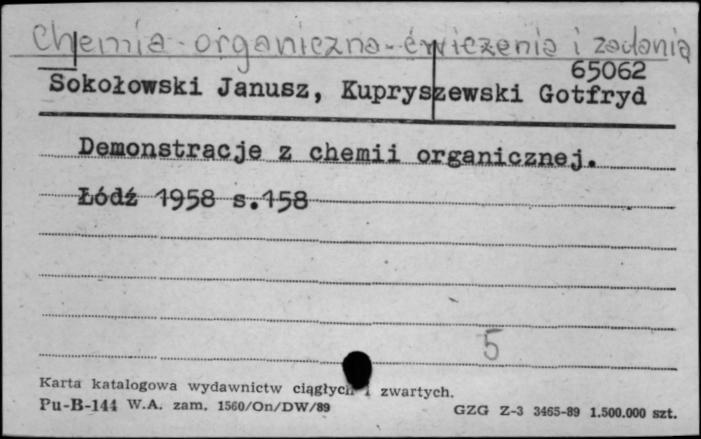 Chemia organiczna - ćwiczenia i zadania
65062
Sokołowski Janusz, Kupryszewski Gotfryd
Demonstracje z chemii organicznej.
Łódź 1958 s.158
5
Karta katalogowa wydawnictw ciągłych i zwartych.
Pu-B-144 W.A. zam. 1560/On/DW/89
GZG Z-3 3465-89 1.500.000 szt.